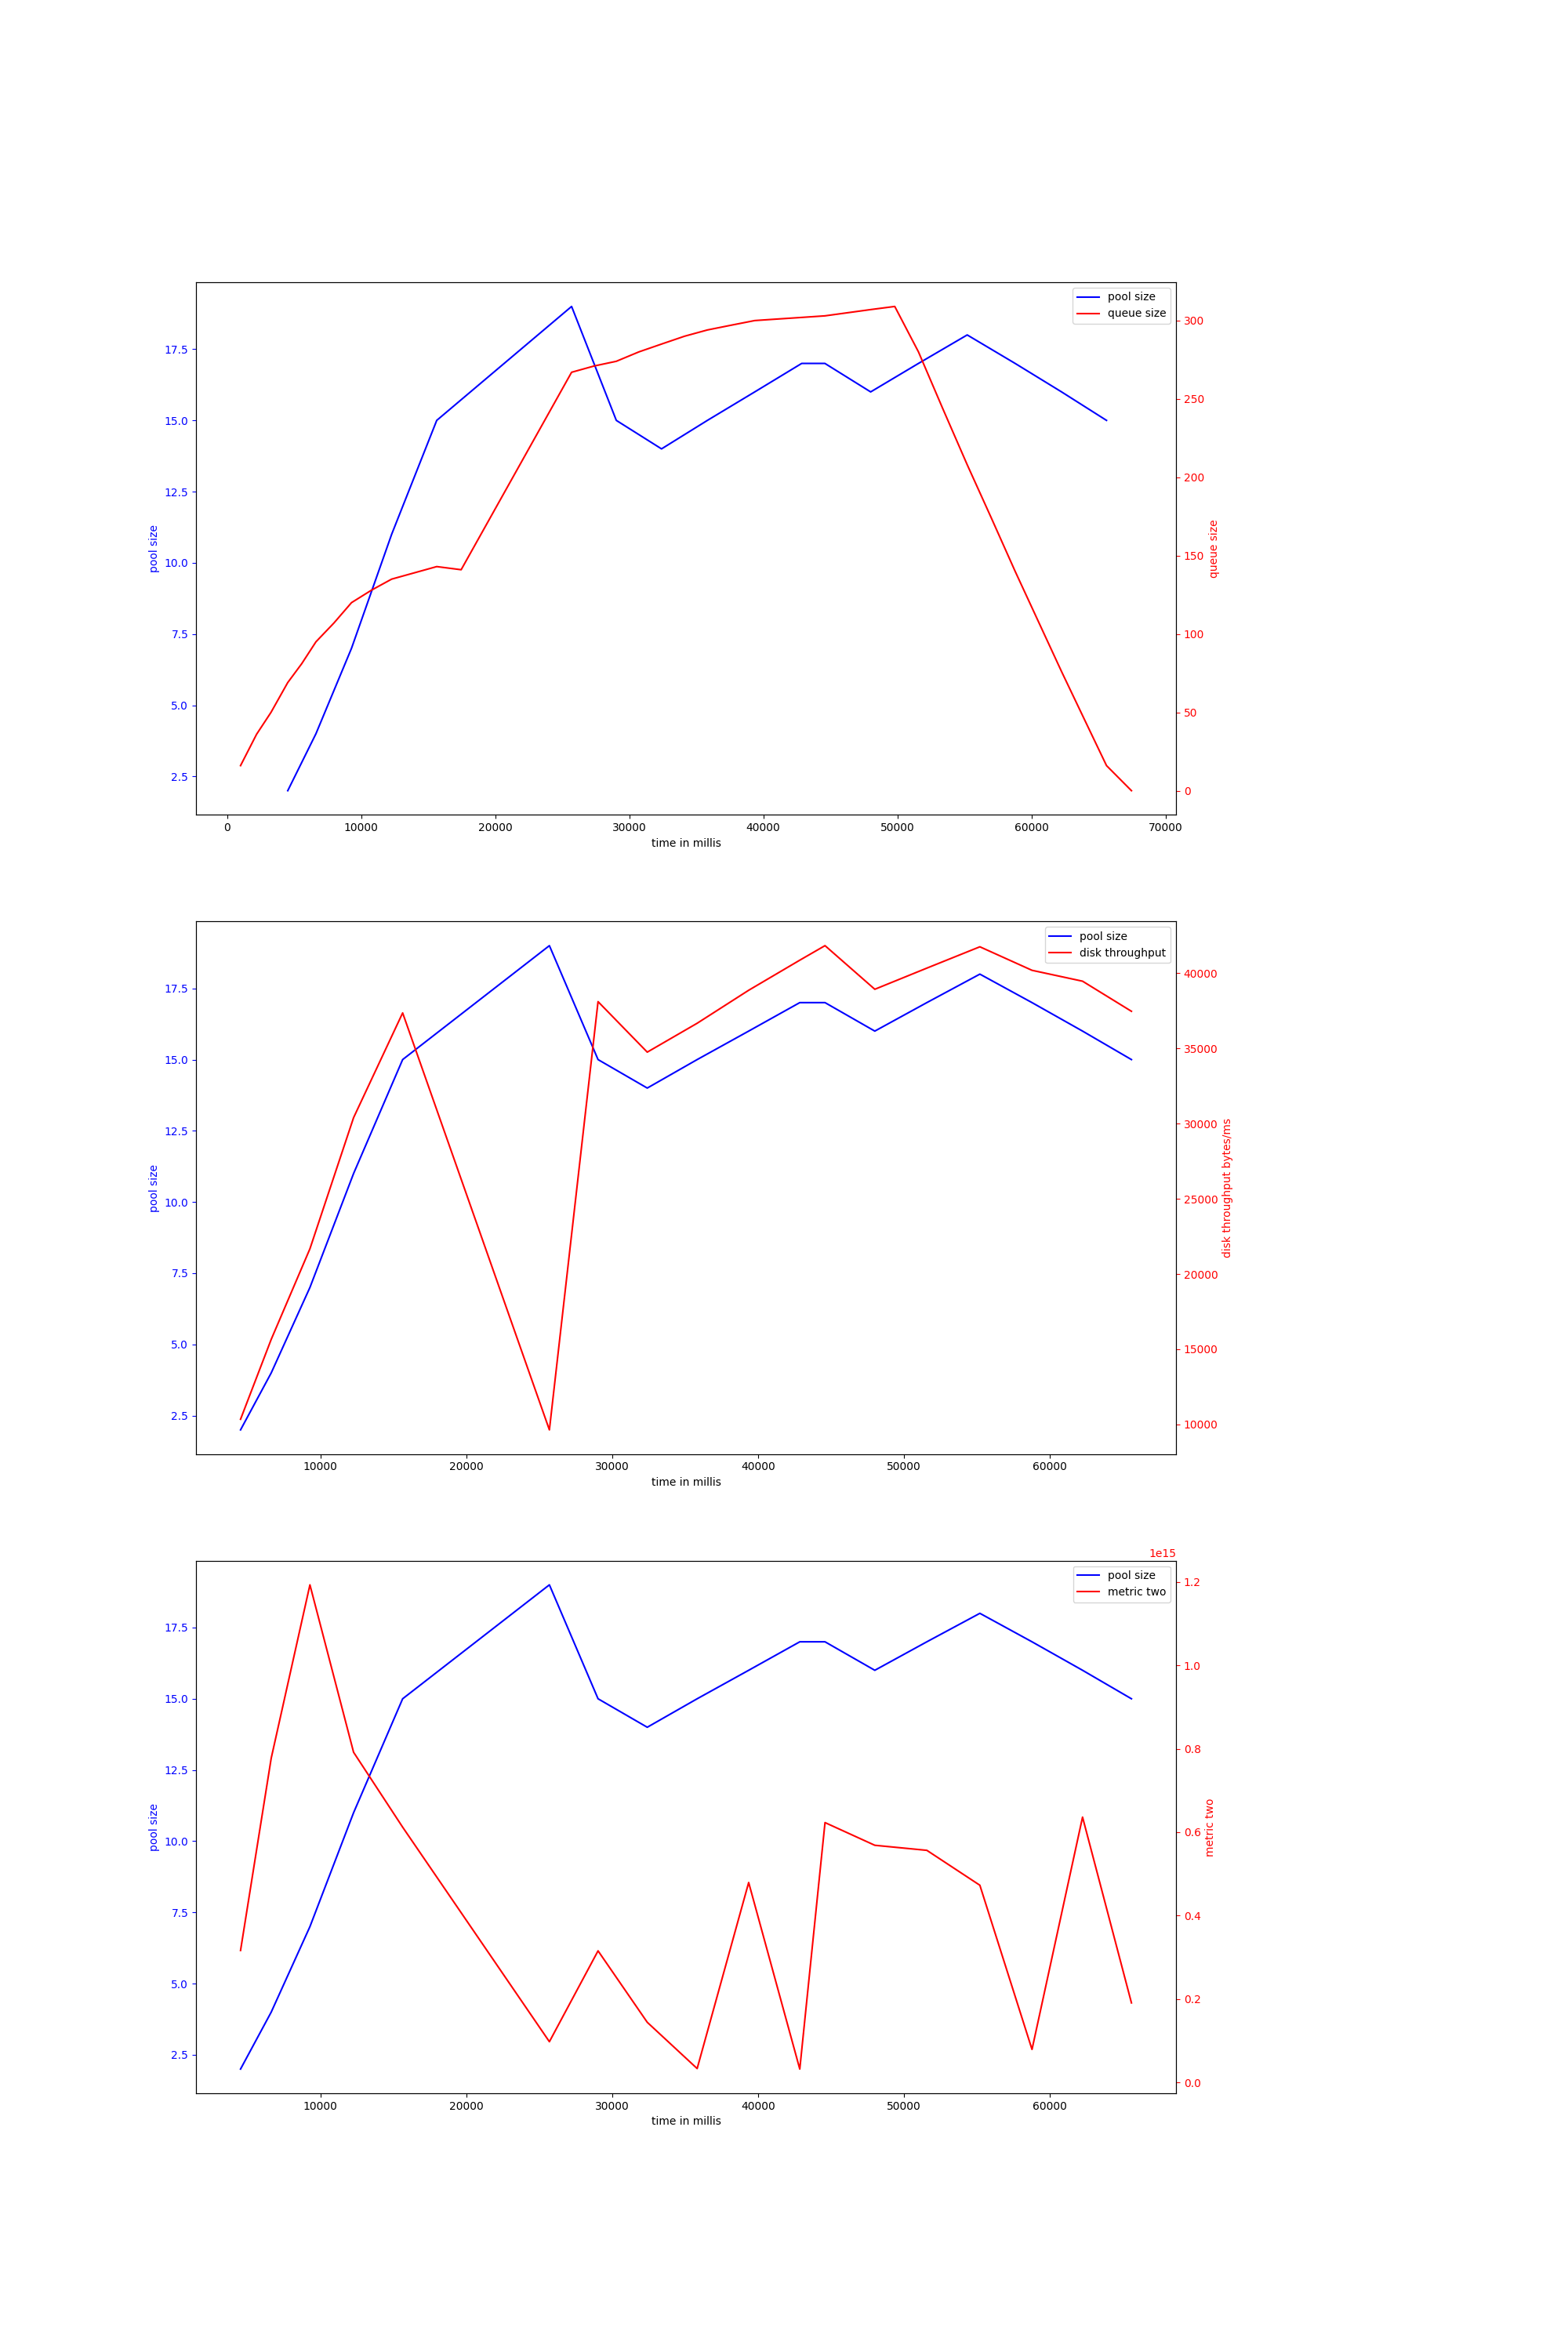 pool size
queue size
17.5
15.0
12.5
10.0
7.5
5.0
2.5
pool size
300
250
200
150
100
50
0
queue size
0 10000 20000 30000 40000 50000 60000 70000
time in millis
pool size
disk throughput
17.5
15.0
12.5
10.0
7.5
5.0
2.5
pool size
40000
35000
30000
25000
20000
15000
10000
disk throughput bytes/ms
10000 20000 30000 40000 50000 60000
time in millis
1e15
pool size
metric two
17.5
15.0
12.5
10.0
7.5
5.0
2.5
pool size
1.2
1.0
0.8
0.6
0.4
0.2
0.0
metric two
10000 20000 30000 40000 50000 60000
time in millis